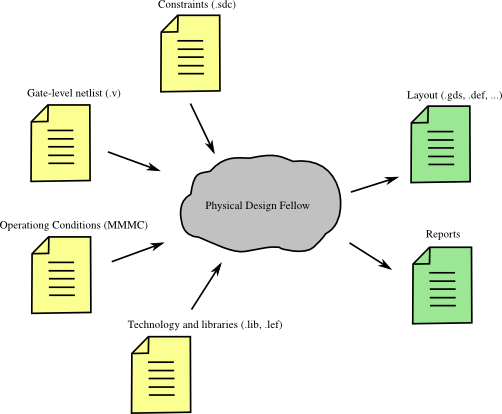 Constraints (.sdc)
Gate-level netlist (.v)
Layout (.gds, .def, ...)
Physical Design Fellow
Operationg Conditions (MMMC)
Reports
Technology and libraries (.lib, .lef)